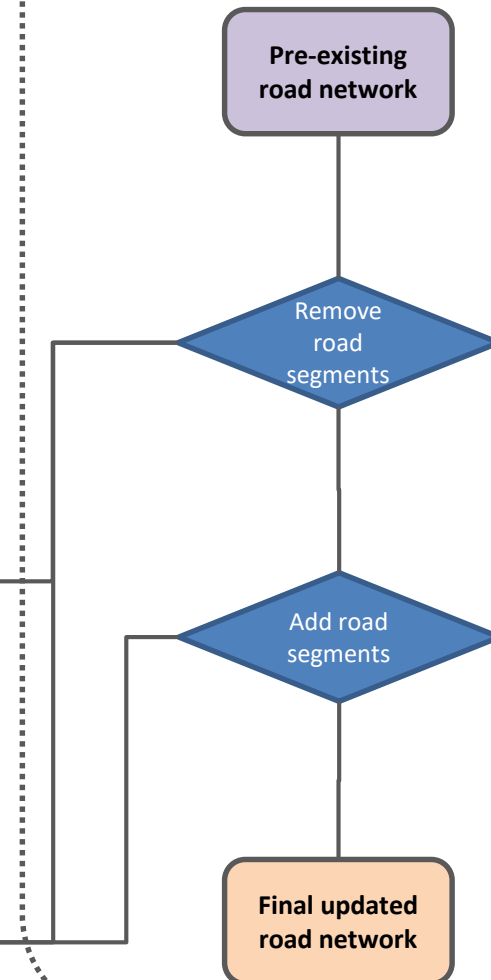 Pre-existing
road network
Remove
road
segments
Add road
segments
Final updated
road network